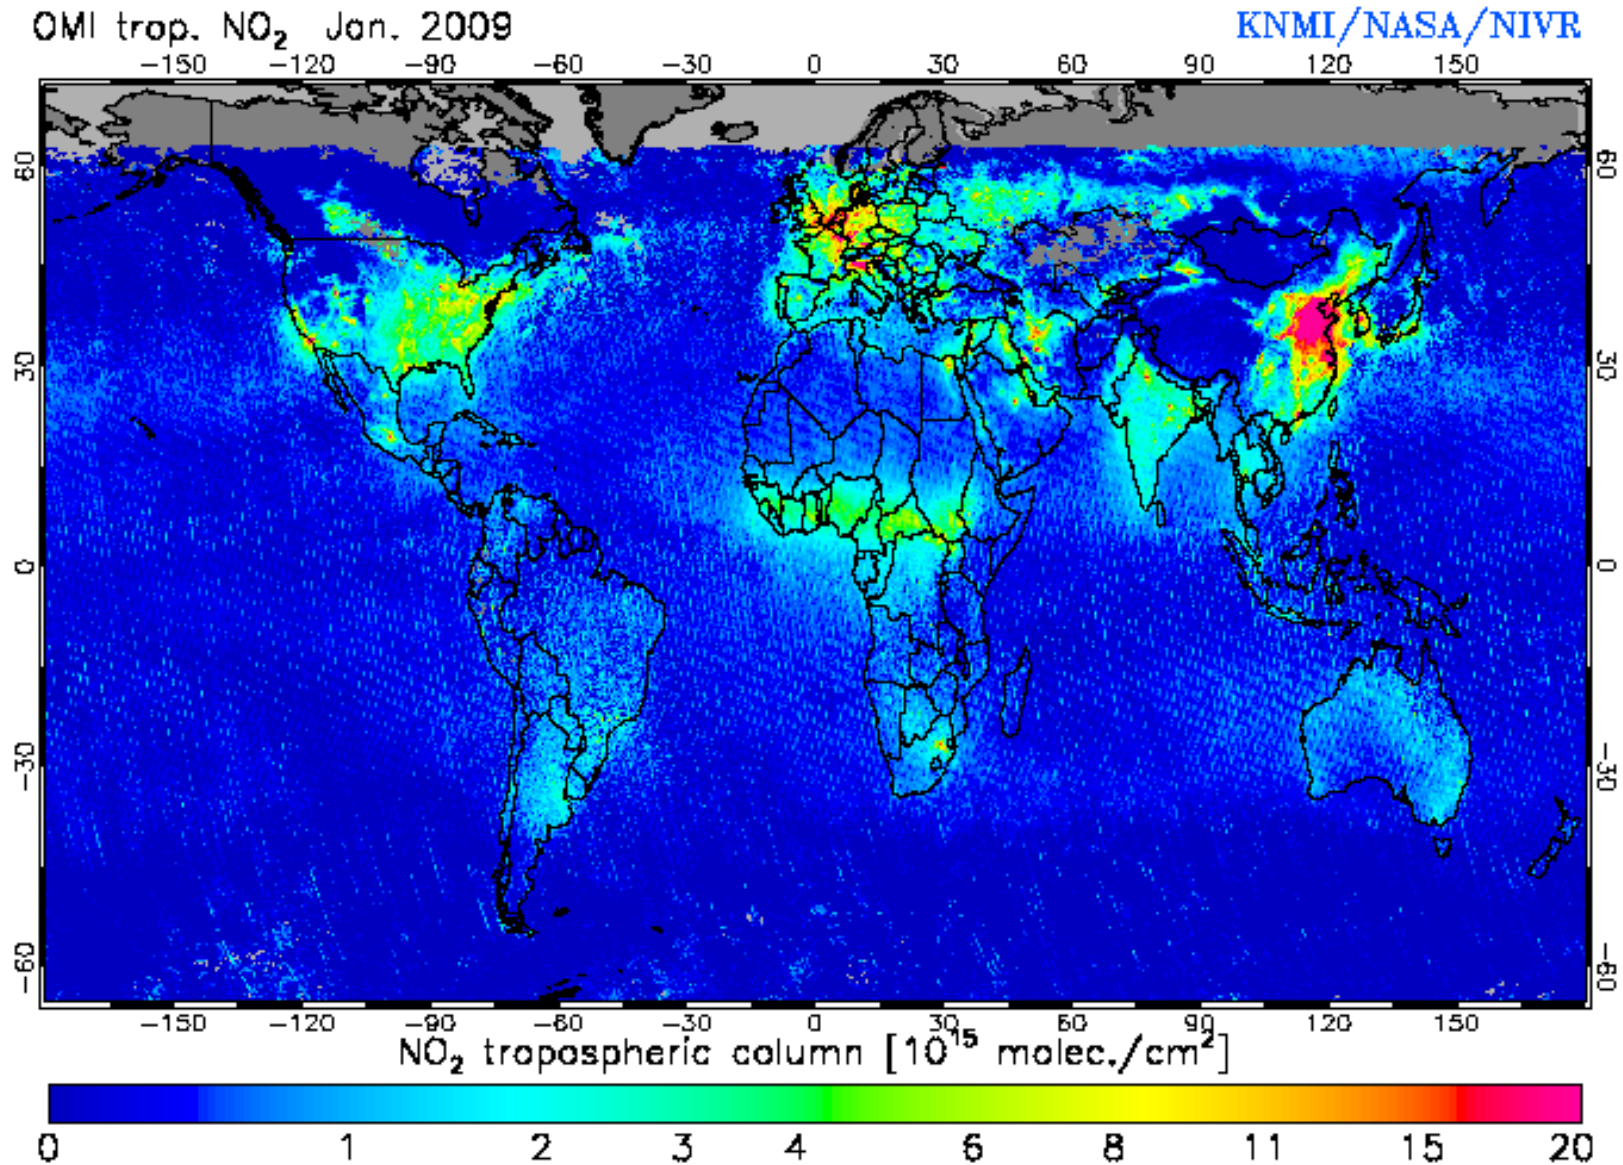 OMI trop. NO₂ Jan. 2009 KNMI/NASA/NIVR
−150 −120 −90 −60 −30 0 30 60 90 120 150
60 60
30 30
0 0
−30 −30
−60 −60
−150 −120 −90 −60 −30 0 30 60 90 120 150
NO₂ tropospheric column [10¹⁵ molec./cm²]
0 1 2 3 4 6 8 11 15 20